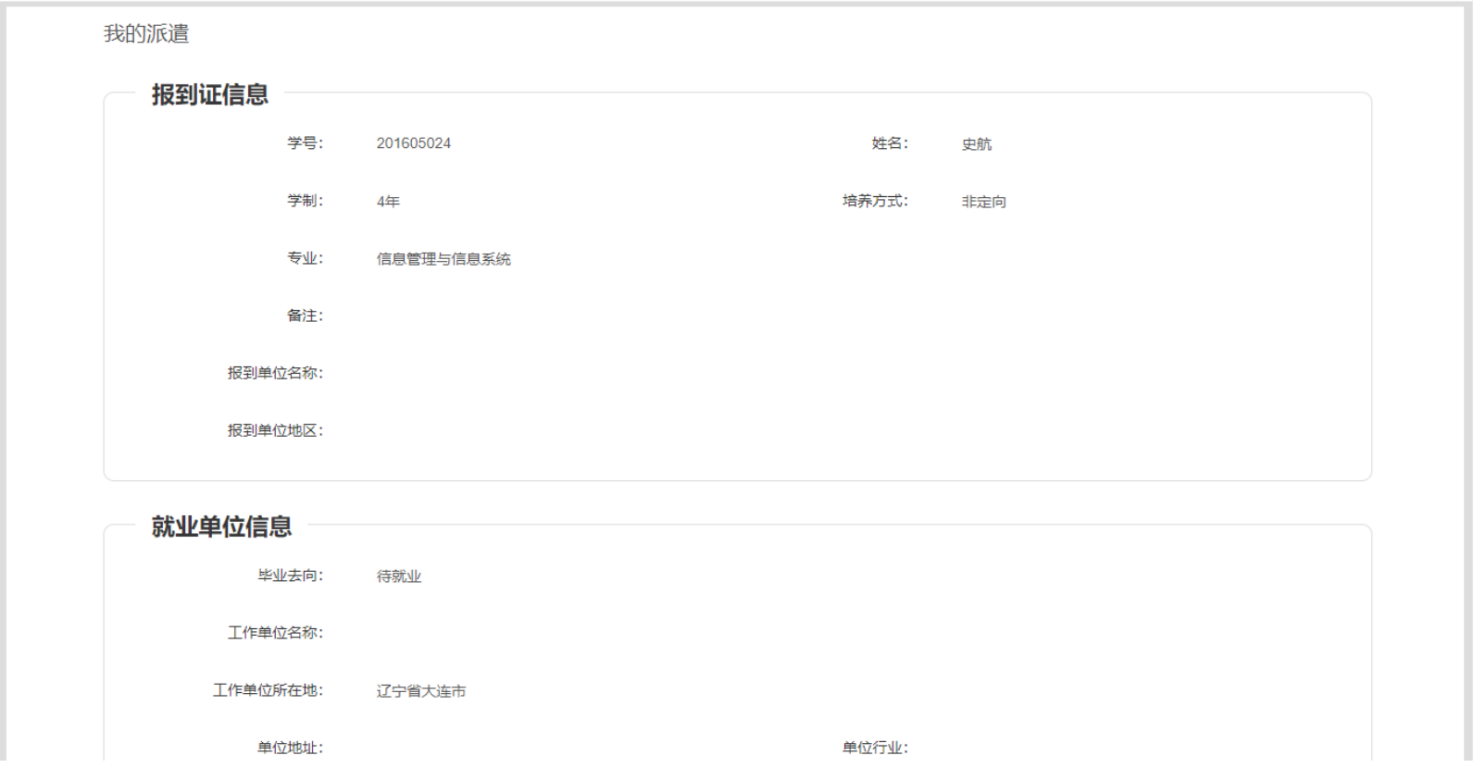 我的派遣
报到证信息
学号： 201605024 姓名： 史航
学制： 4年 培养方式： 非定向
专业： 信息管理与信息系统
备注：
报到单位名称：
报到单位地区：
就业单位信息
毕业去向： 待就业
工作单位名称：
工作单位所在地： 辽宁省大连市
单位地址： 单位行业：